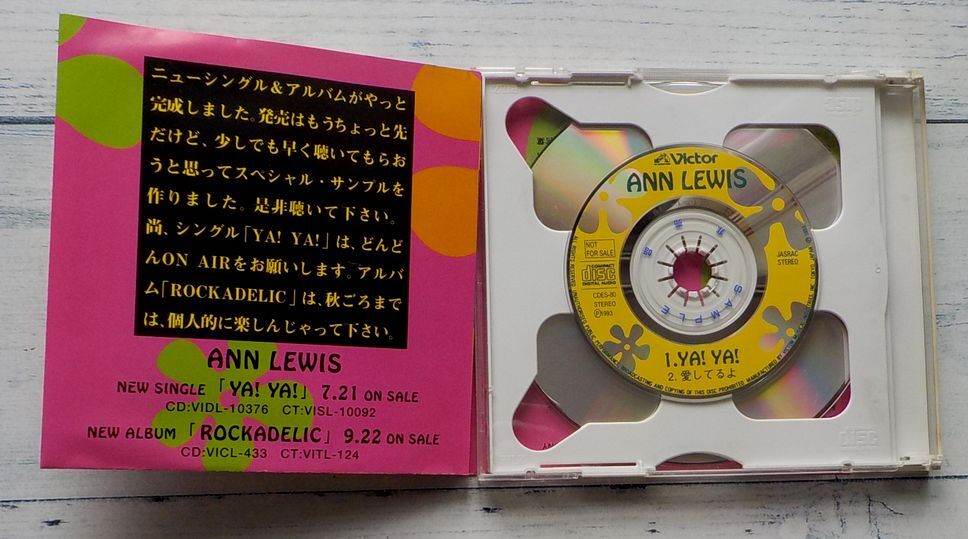 ニューシングル&アルバムがやっと
完成しました。発売はもうちょっと先
だけど、少しでも早く聴いてもらお
うと思ってスペシャル・サンプルを
作りました。是非聴いて下さい。
尚、シングル「YA! YA!」は、どんど
んON AIRをお願いします。アルバ
ム「ROCKADELIC」は、秋ごろまで
は、個人的に楽しんじゃって下さい。
ANN LEWIS
NEW SINGLE 「YA! YA!」 7.21 ON SALE
CD:VIDL-10376 CT:VISL-10092
NEW ALBUM 「ROCKADELIC」 9.22 ON SALE
CD:VICL-433 CT:VITL-124
Victor
ANN LEWIS
NOT
FOR SALE
COMPACT
disc
DIGITAL AUDIO
CDES-80
STEREO
Ⓟ1993
JASRAC
STEREO
SAMPLE
1.YA! YA!
2.愛してるよ